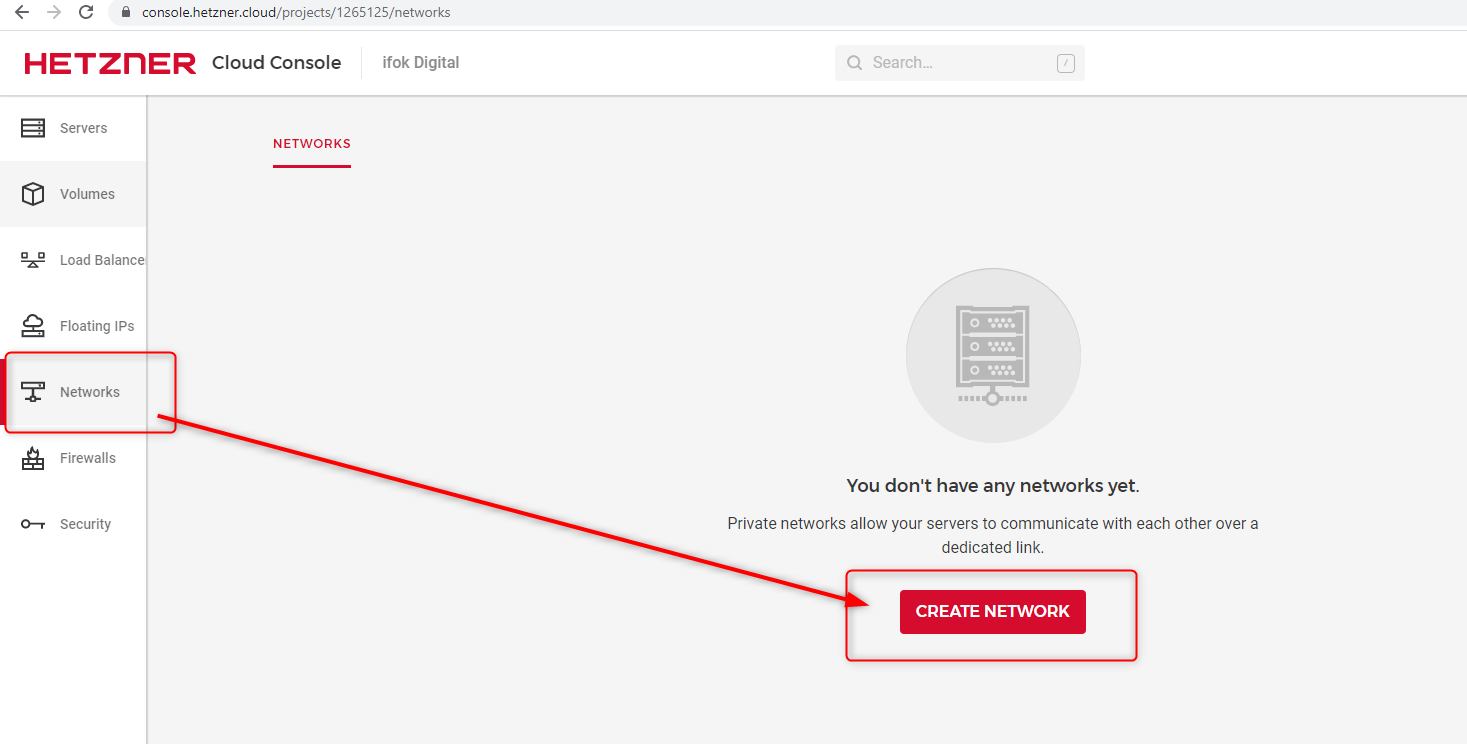 console.hetzner.cloud/projects/1265125/networks
HETZNER Cloud Console ifok Digital Search... /
Servers
NETWORKS
Volumes
Load Balance
Floating IPs
Networks
Firewalls
Security
You don't have any networks yet.
Private networks allow your servers to communicate with each other over a
dedicated link.
CREATE NETWORK